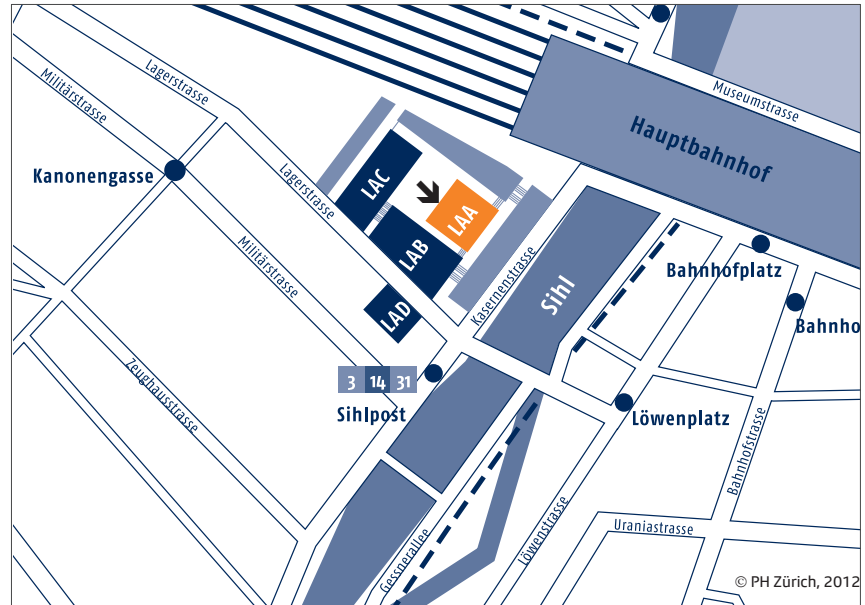 Museumstrasse
Hauptbahnhof
Lagerstrasse
Militärstrasse
Kanonengasse
Lagerstrasse
LAC
LAA
LAB
LAD
Militärstrasse
Kasernenstrasse
Sihl
Bahnhofplatz
Bahnho
Zeughausstrasse
3 14 31
Sihlpost
Löwenplatz
Bahnhofstrasse
Uraniastrasse
Löwenstrasse
Gessnerallee
© PH Zürich, 2012